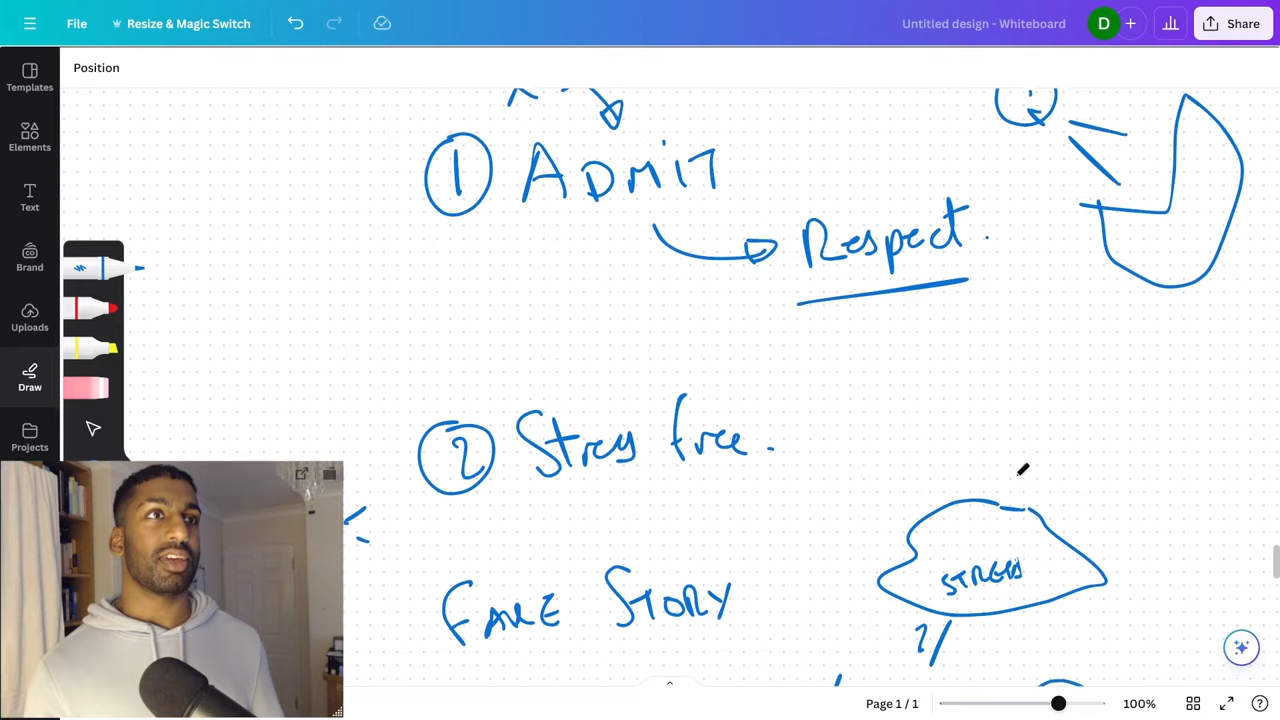 File Resize & Magic Switch Untitled design - Whiteboard D + Share
Position
Templates
Elements
Text
Brand
Uploads
Draw
Projects
1 ADMIT
Respect.
2 Stress free.
FAKE STORY
STRESS
Page 1 / 1 100%